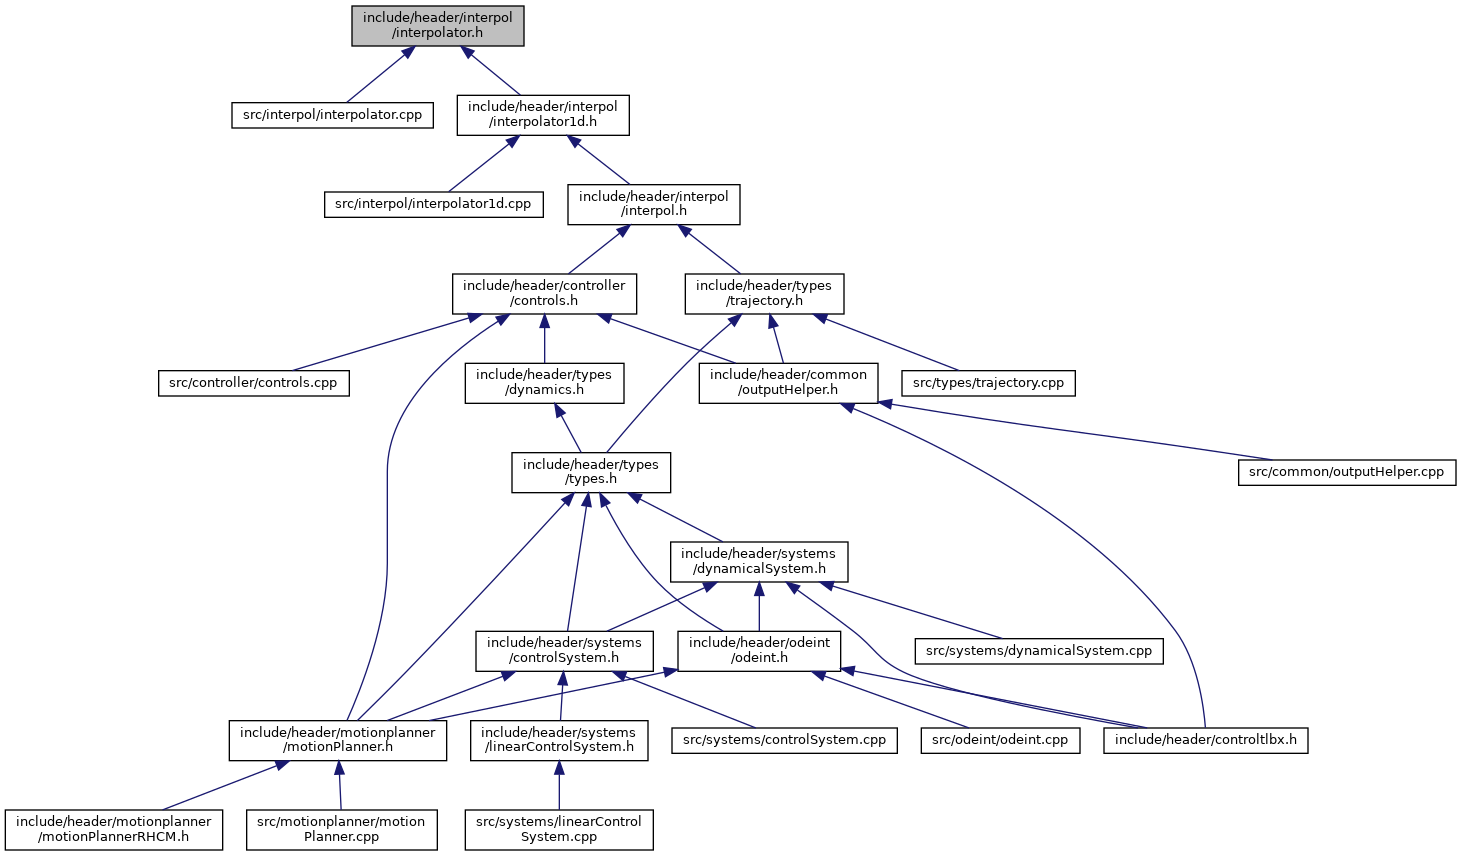 include/header/interpol
/interpolator.h
src/interpol/interpolator.cpp
include/header/interpol
/interpolator1d.h
src/interpol/interpolator1d.cpp
include/header/interpol
/interpol.h
include/header/controller
/controls.h
include/header/types
/trajectory.h
src/controller/controls.cpp
include/header/types
/dynamics.h
include/header/common
/outputHelper.h
src/types/trajectory.cpp
include/header/types
/types.h
src/common/outputHelper.cpp
include/header/systems
/dynamicalSystem.h
include/header/systems
/controlSystem.h
include/header/odeint
/odeint.h
src/systems/dynamicalSystem.cpp
include/header/motionplanner
/motionPlanner.h
include/header/systems
/linearControlSystem.h
src/systems/controlSystem.cpp
src/odeint/odeint.cpp
include/header/controltlbx.h
include/header/motionplanner
/motionPlannerRHCM.h
src/motionplanner/motion
Planner.cpp
src/systems/linearControl
System.cpp